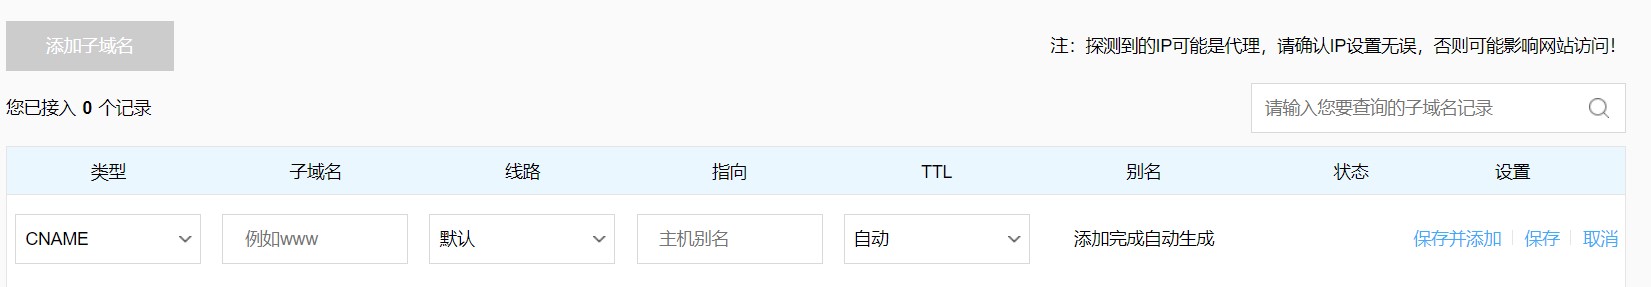 添加子域名
注：探测到的IP可能是代理，请确认IP设置无误，否则可能影响网站访问！
您已接入 0 个记录
请输入您要查询的子域名记录
类型 子域名 线路 指向 TTL 别名 状态 设置
CNAME 例如www 默认 主机别名 自动 添加完成自动生成 保存并添加 保存 取消